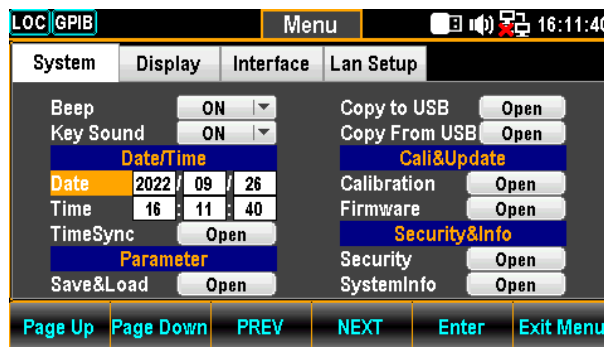 LOC GPIB Menu 16:11:40
System Display Interface Lan Setup
Beep ON
Key Sound ON
Date/Time
Date 2022 / 09 / 26
Time 16 : 11 : 40
TimeSync Open
Parameter
Save&Load Open
Copy to USB Open
Copy From USB Open
Cali&Update
Calibration Open
Firmware Open
Security&Info
Security Open
SystemInfo Open
Page Up Page Down PREV NEXT Enter Exit Menu